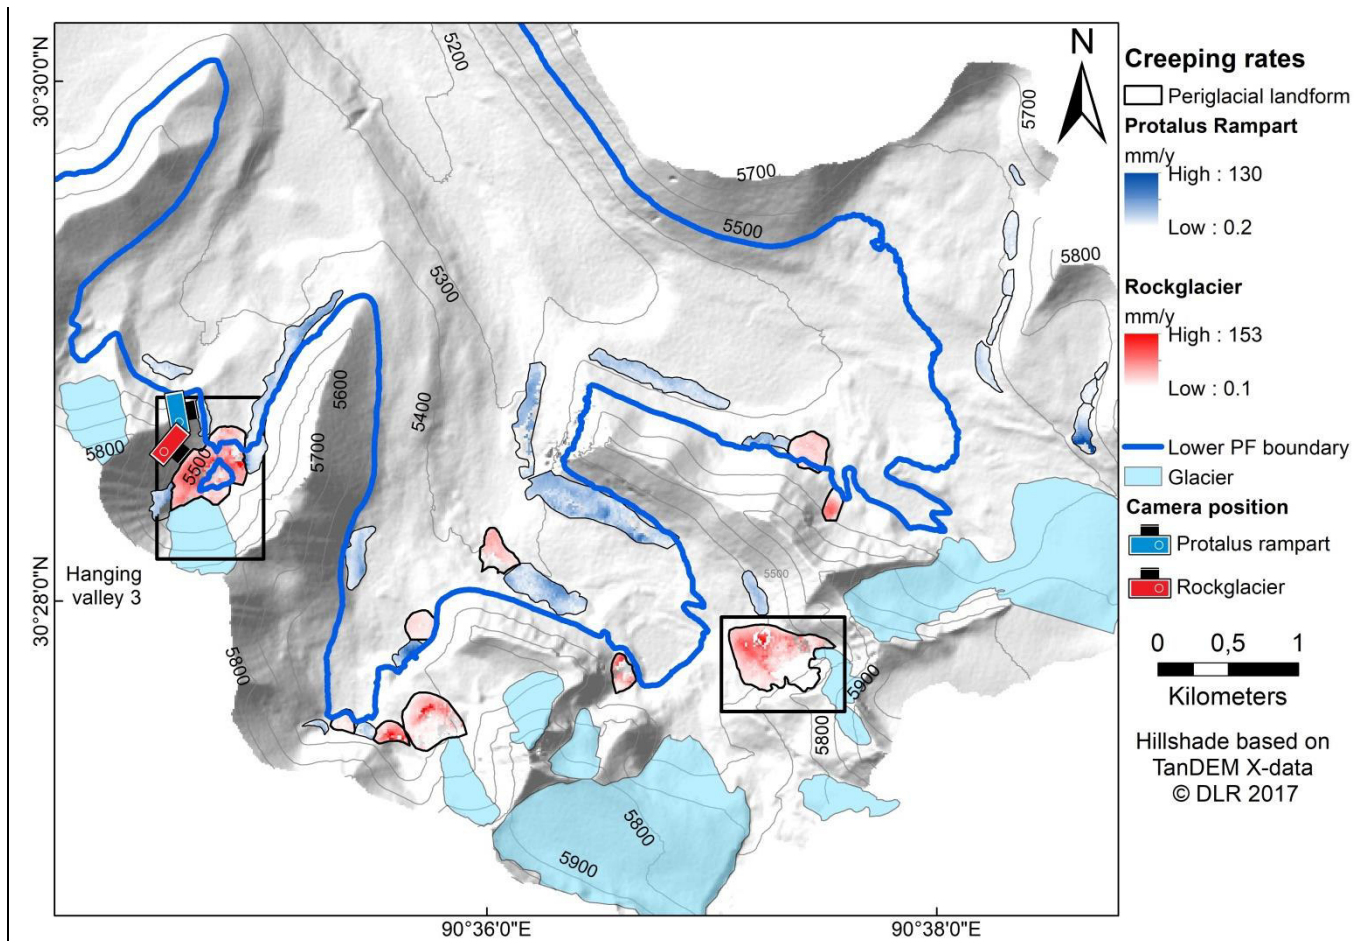 30°30'0"N
30°28'0"N
90°36'0"E
90°38'0"E
5200
5700
5700
5500
5800
5300
5600
5400
5700
5800
5500
5500
5800
5900
5800
5800
5900
Hanging
valley 3
N
Creeping rates
Periglacial landform
Protalus Rampart
mm/y
High : 130
Low : 0.2
Rockglacier
mm/y
High : 153
Low : 0.1
Lower PF boundary
Glacier
Camera position
Protalus rampart
Rockglacier
0 0,5 1
Kilometers
Hillshade based on
TanDEM X-data
© DLR 2017